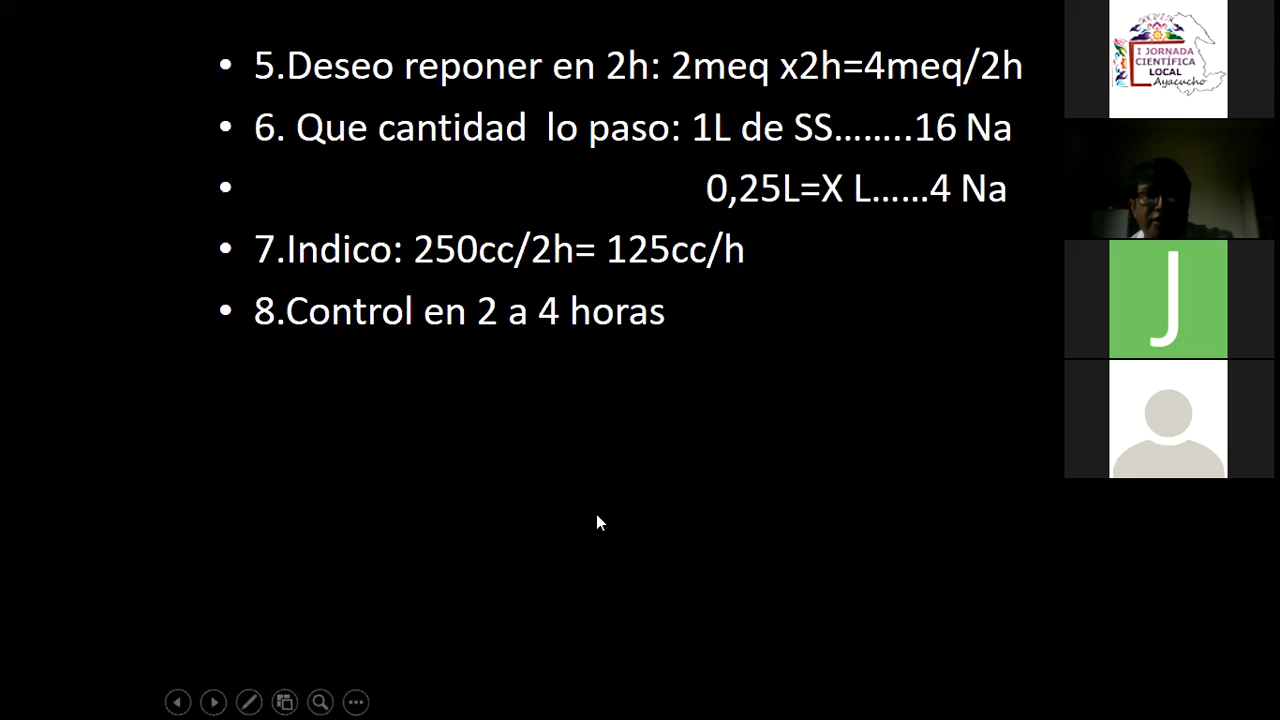 • 5.Deseo reponer en 2h: 2meq x2h=4meq/2h
• 6. Que cantidad lo paso: 1L de SS……..16 Na
• 0,25L=X L……4 Na
• 7.Indico: 250cc/2h= 125cc/h
• 8.Control en 2 a 4 horas
I JORNADA
CIENTÍFICA
LOCAL
Ayacucho
J